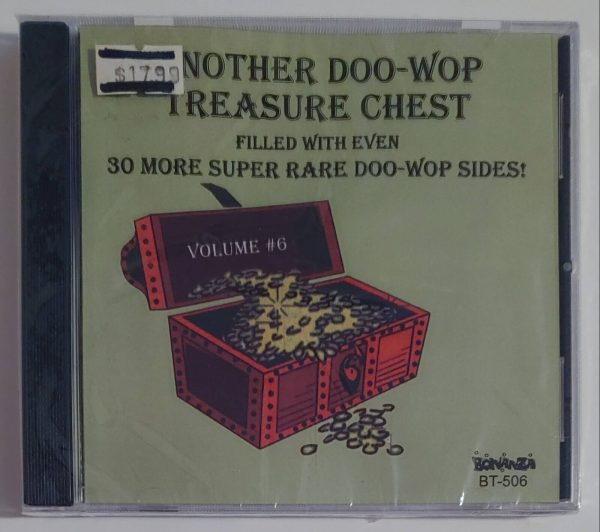 $17.99
ANOTHER DOO-WOP
TREASURE CHEST
FILLED WITH EVEN
30 MORE SUPER RARE DOO-WOP SIDES!
VOLUME #6
BONANZA
BT-506